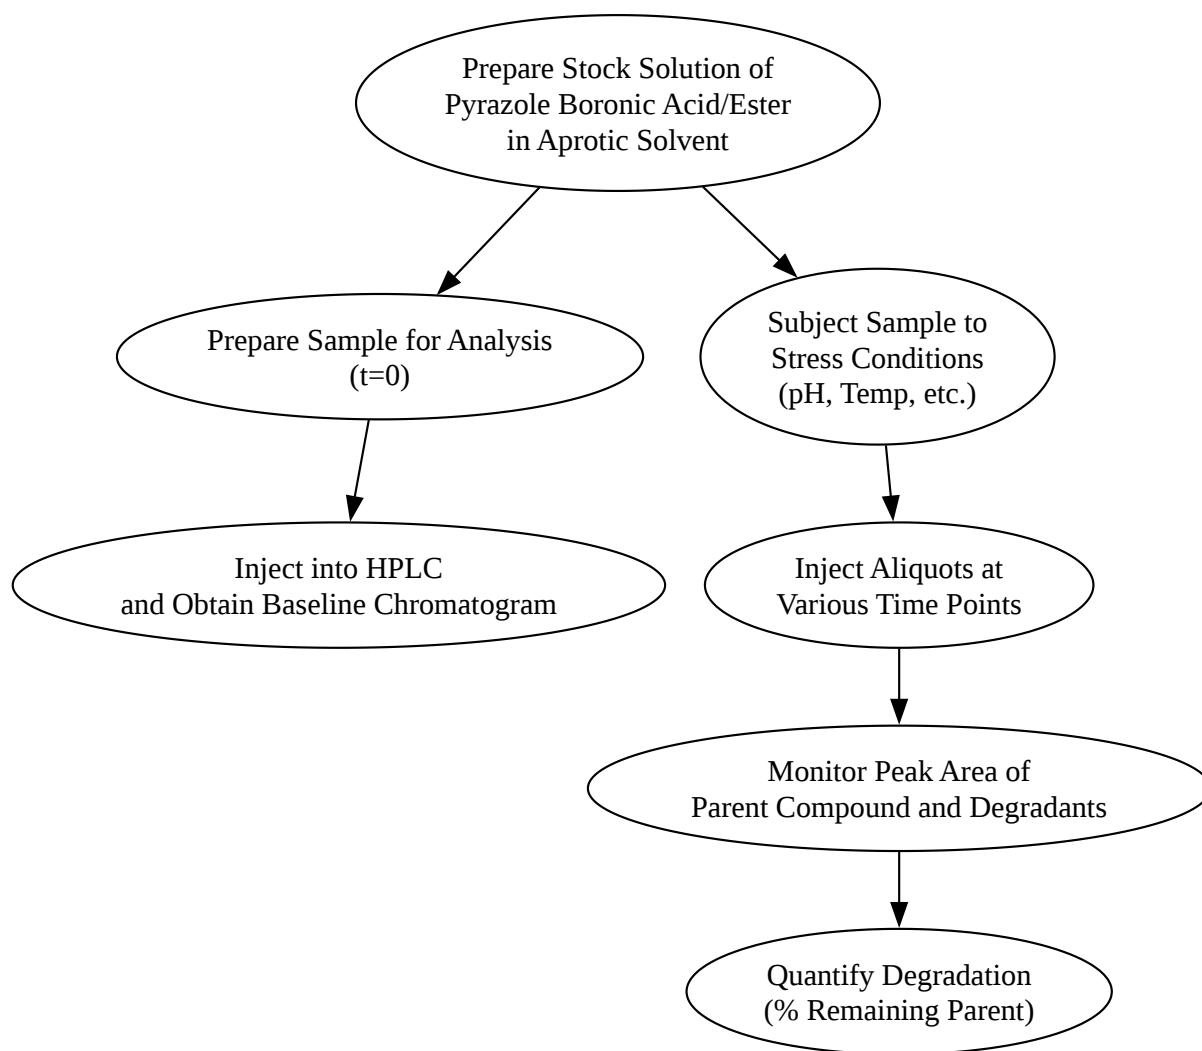 Prepare Stock Solution of
Pyrazole Boronic Acid/Ester
in Aprotic Solvent
Prepare Sample for Analysis
(t=0)
Subject Sample to
Stress Conditions
(pH, Temp, etc.)
Inject into HPLC
and Obtain Baseline Chromatogram
Inject Aliquots at
Various Time Points
Monitor Peak Area of
Parent Compound and Degradants
Quantify Degradation
(% Remaining Parent)